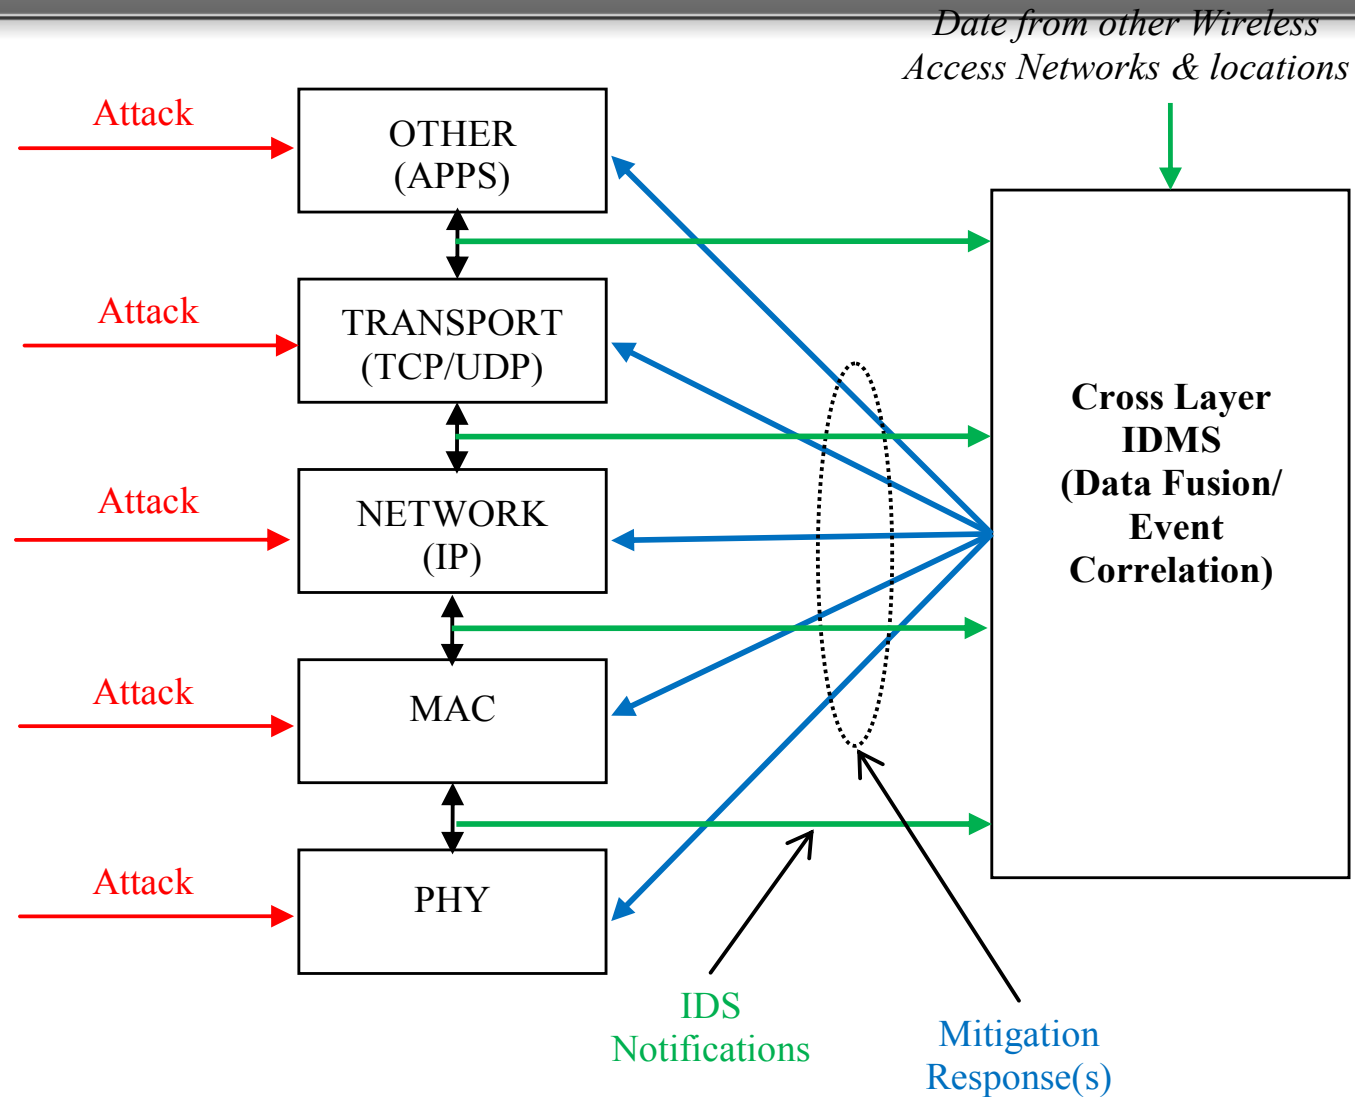 Date from other Wireless
Access Networks & locations
Attack
OTHER
(APPS)
Attack
TRANSPORT
(TCP/UDP)
Attack
NETWORK
(IP)
Attack
MAC
Attack
PHY
Cross Layer
IDMS
(Data Fusion/
Event
Correlation)
IDS
Notifications
Mitigation
Response(s)